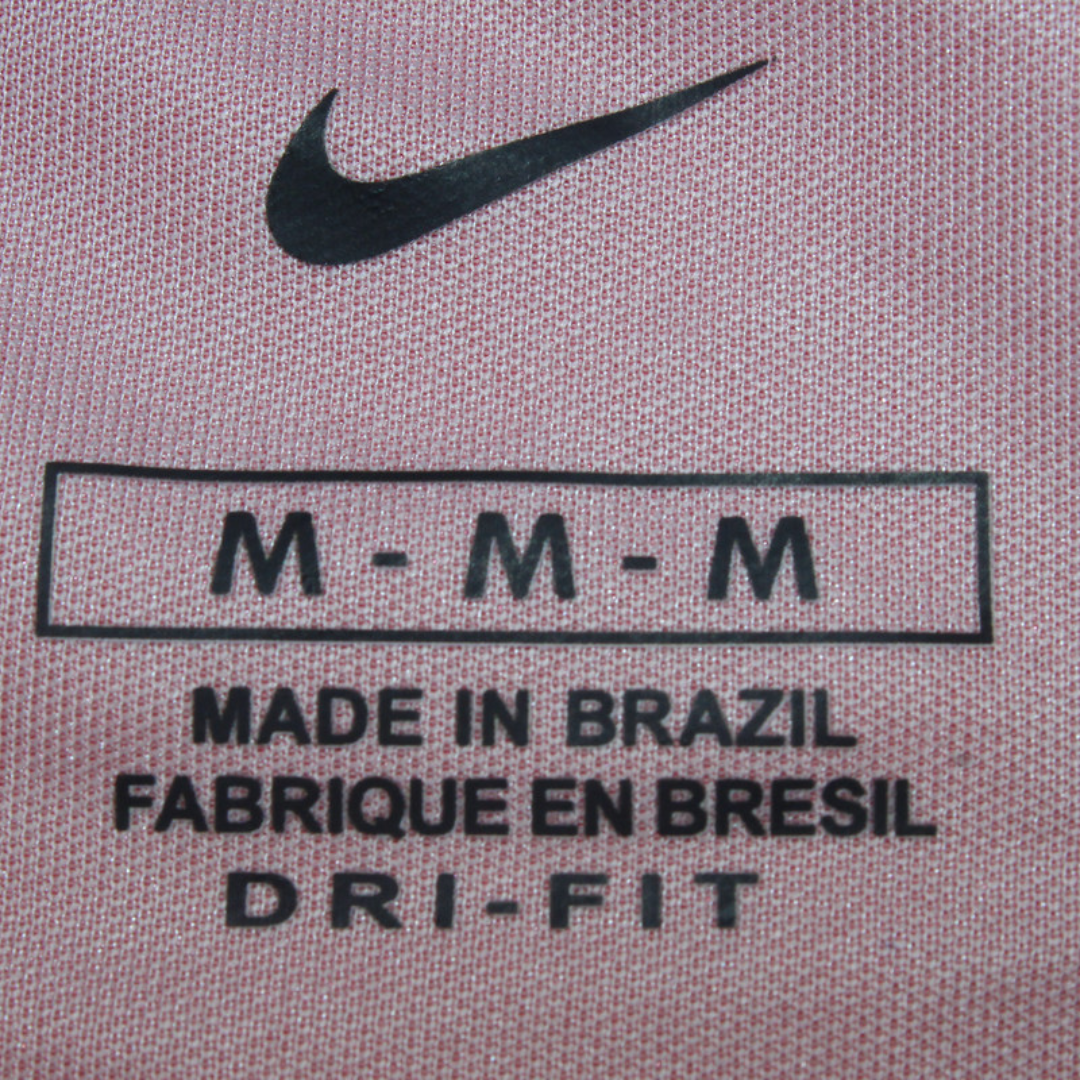 M - M - M
MADE IN BRAZIL
FABRIQUE EN BRESIL
DRI-FIT